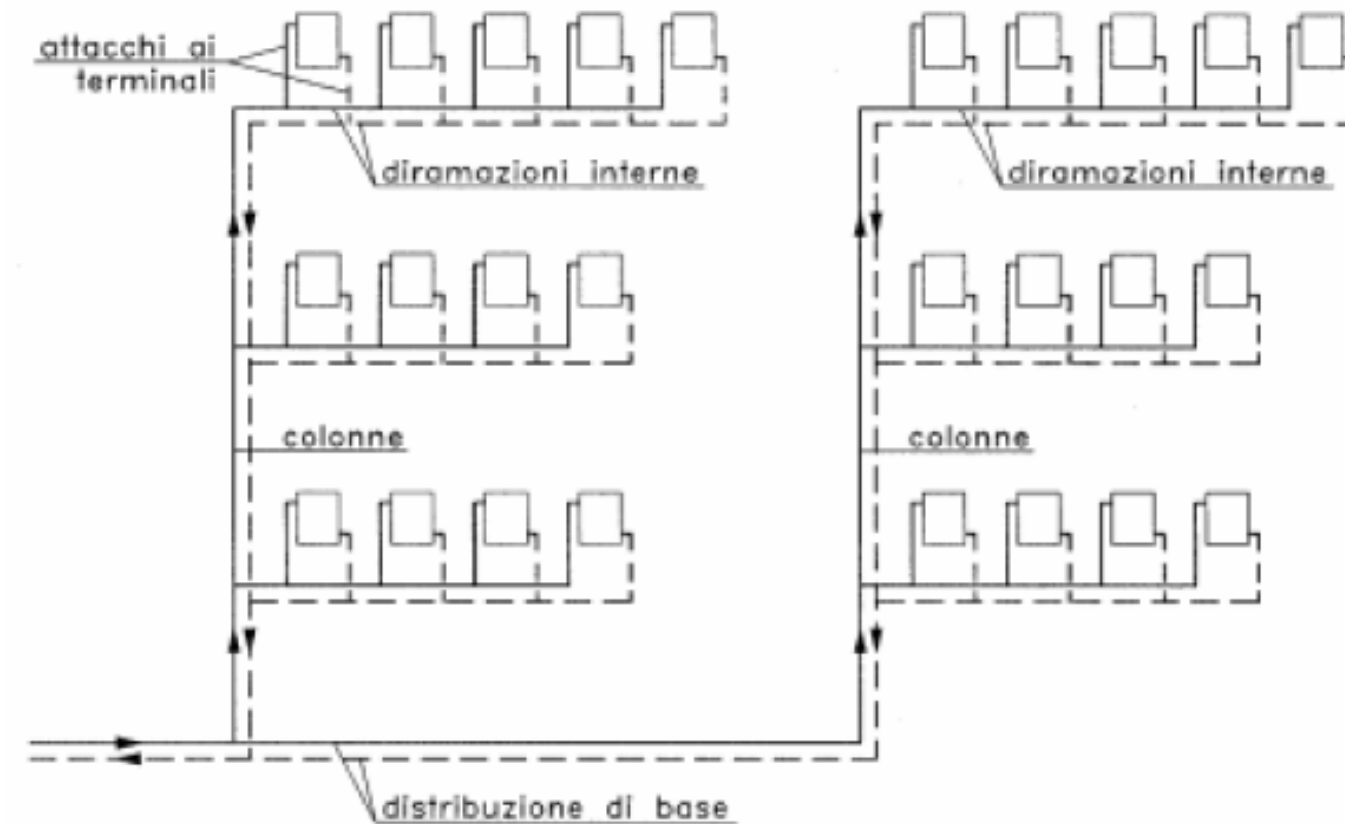 attacchi ai
terminali
diramazioni interne
diramazioni interne
colonne
colonne
distribuzione di base